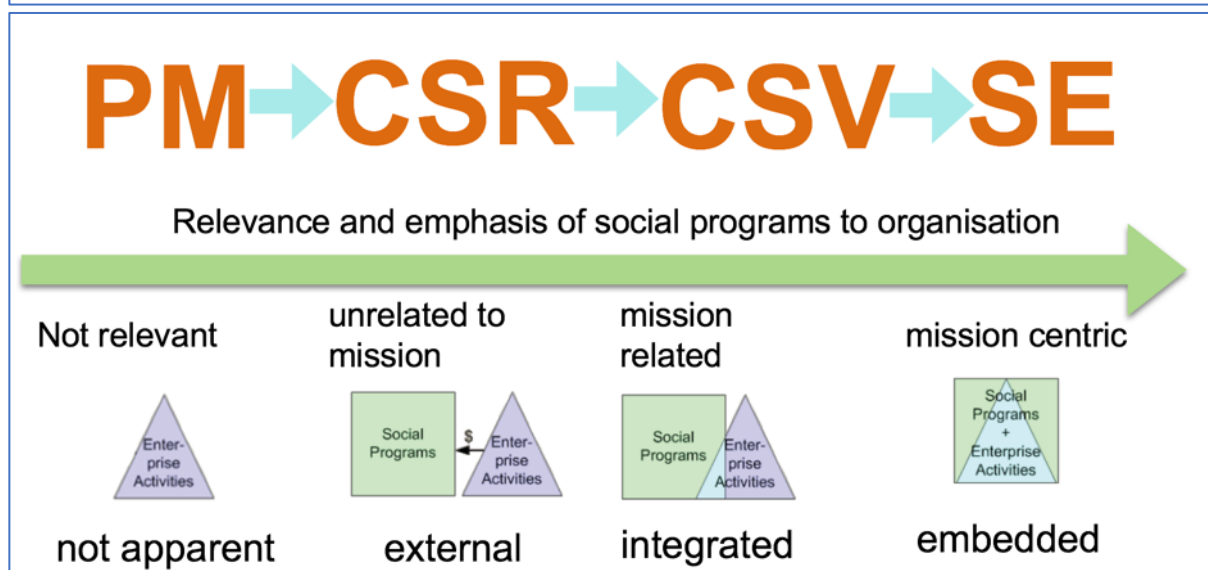 PM CSR CSV SE
Relevance and emphasis of social programs to organisation
Not relevant
unrelated to
mission
mission
related
mission centric
Enter-
prise
Activities
Social
Programs
$
Enter-
prise
Activities
Social
Programs
Enter-
prise
Activities
Social
Programs
+
Enterprise
Activities
not apparent
external
integrated
embedded